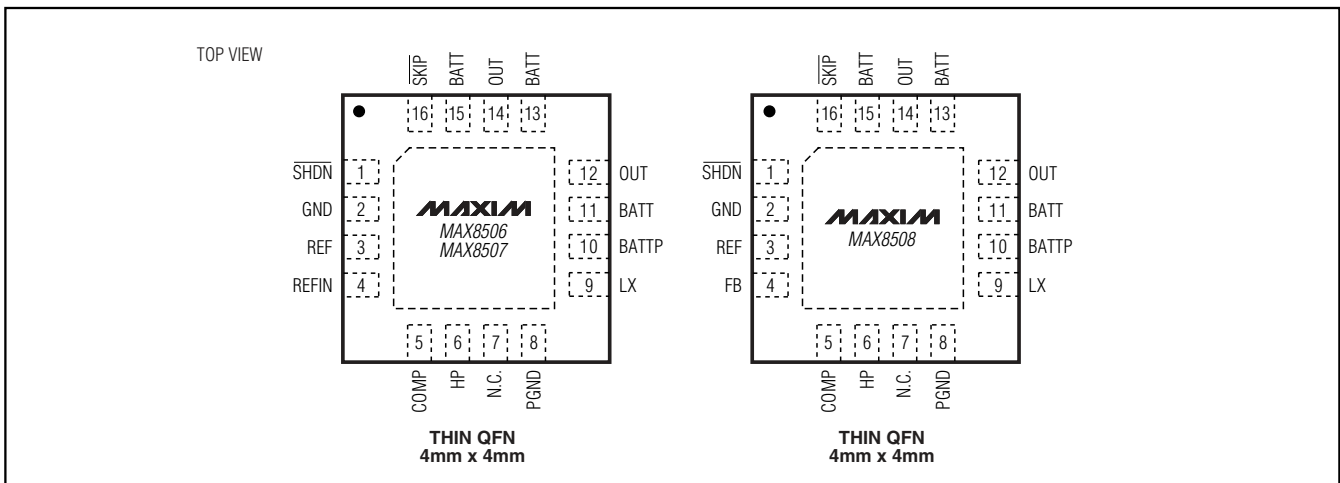 TOP VIEW
SKIP BATT OUT BATT
16 15 14 13
SHDN 1
GND 2
REF 3
REFIN 4
MAXIM
MAX8506
MAX8507
12 OUT
11 BATT
10 BATTP
9 LX
5 6 7 8
COMP HP N.C. PGND
THIN QFN
4mm x 4mm
SKIP BATT OUT BATT
16 15 14 13
SHDN 1
GND 2
REF 3
FB 4
MAXIM
MAX8508
12 OUT
11 BATT
10 BATTP
9 LX
5 6 7 8
COMP HP N.C. PGND
THIN QFN
4mm x 4mm